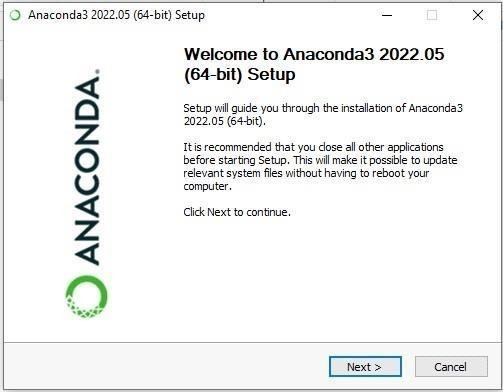 Anaconda3 2022.05 (64-bit) Setup
Welcome to Anaconda3 2022.05
(64-bit) Setup
Setup will guide you through the installation of Anaconda3
2022.05 (64-bit).
It is recommended that you close all other applications
before starting Setup. This will make it possible to update
relevant system files without having to reboot your
computer.
Click Next to continue.
ANACONDA.
Next >
Cancel